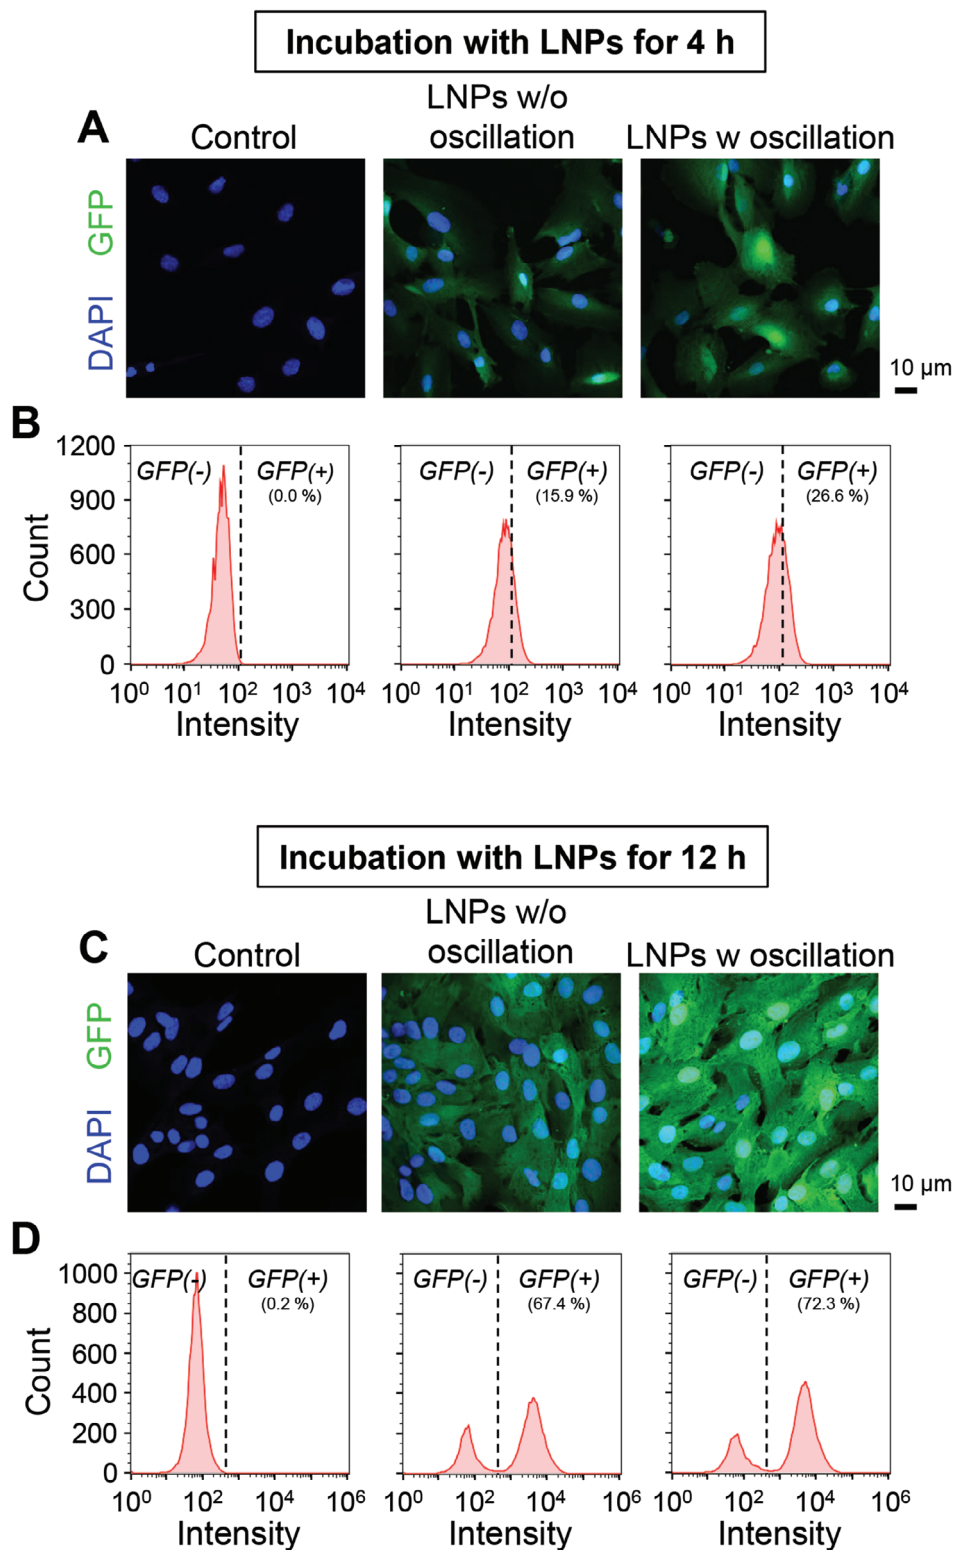 Incubation with LNPs for 4 h
A
Control
LNPs w/o
oscillation
LNPs w oscillation
DAPI GFP
10 µm
B
Count
1200
900
600
300
0
GFP(-)
GFP(+)
(0.0 %)
10⁰ 10¹ 10² 10³ 10⁴
Intensity
GFP(-)
GFP(+)
(15.9 %)
10⁰ 10¹ 10² 10³ 10⁴
Intensity
GFP(-)
GFP(+)
(26.6 %)
10⁰ 10¹ 10² 10³ 10⁴
Intensity
Incubation with LNPs for 12 h
C
Control
LNPs w/o
oscillation
LNPs w oscillation
DAPI GFP
10 µm
D
Count
1000
800
600
400
200
0
GFP(-)
GFP(+)
(0.2 %)
10⁰ 10² 10⁴ 10⁶
Intensity
GFP(-)
GFP(+)
(67.4 %)
10⁰ 10² 10⁴ 10⁶
Intensity
GFP(-)
GFP(+)
(72.3 %)
10⁰ 10² 10⁴ 10⁶
Intensity